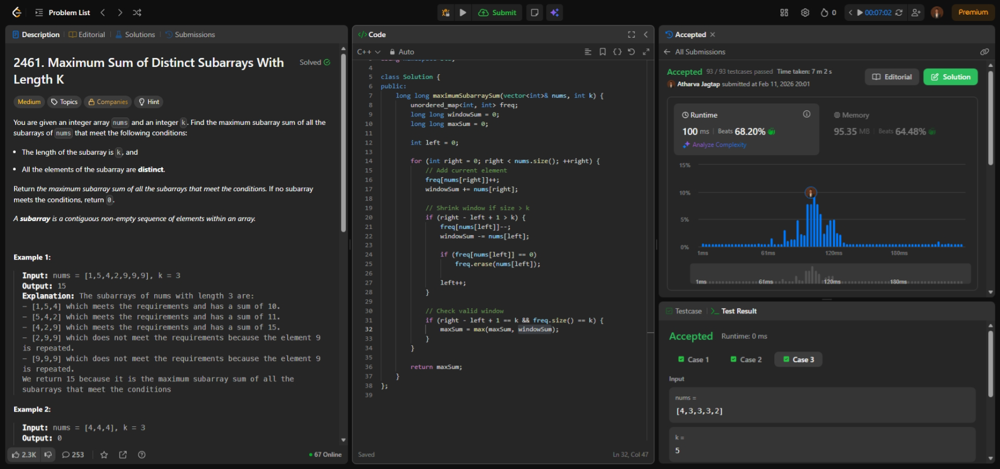 Problem List
Submit
0
00:07:02
Premium
Description
Editorial
Solutions
Submissions
2461. Maximum Sum of Distinct Subarrays With
Length K
Solved
Medium
Topics
Companies
Hint
You are given an integer array nums and an integer k. Find the maximum subarray sum of all the
subarrays of nums that meet the following conditions:
• The length of the subarray is k, and
• All the elements of the subarray are distinct.
Return the maximum subarray sum of all the subarrays that meet the conditions. If no subarray
meets the conditions, return 0.
A subarray is a contiguous non-empty sequence of elements within an array.
Example 1:
Input: nums = [1,5,4,2,9,9,9], k = 3
Output: 15
Explanation: The subarrays of nums with length 3 are:
- [1,5,4] which meets the requirements and has a sum of 10.
- [5,4,2] which meets the requirements and has a sum of 11.
- [4,2,9] which meets the requirements and has a sum of 15.
- [2,9,9] which does not meet the requirements because the element 9
is repeated.
- [9,9,9] which does not meet the requirements because the element 9
is repeated.
We return 15 because it is the maximum subarray sum of all the
subarrays that meet the conditions
Example 2:
Input: nums = [4,4,4], k = 3
Output: 0
2.3K
253
67 Online
</>Code
C++
Auto
4
5 class Solution {
6 public:
7 long long maximumSubarraySum(vector<int>& nums, int k) {
8 unordered_map<int, int> freq;
9 long long windowSum = 0;
10 long long maxSum = 0;
11
12 int left = 0;
13
14 for (int right = 0; right < nums.size(); ++right) {
15 // Add current element
16 freq[nums[right]]++;
17 windowSum += nums[right];
18
19 // Shrink window if size > k
20 if (right - left + 1 > k) {
21 freq[nums[left]]--;
22 windowSum -= nums[left];
23
24 if (freq[nums[left]] == 0)
25 freq.erase(nums[left]);
26
27 left++;
28 }
29
30 // Check valid window
31 if (right - left + 1 == k && freq.size() == k) {
32 maxSum = max(maxSum, windowSum);
33 }
34 }
35
36 return maxSum;
37 }
38 };
39
Saved
Ln 32, Col 47
Accepted
All Submissions
Accepted 93 / 93 testcases passed Time taken: 7 m 2 s
Atharva Jagtap submitted at Feb 11, 2026 20:01
Editorial
Solution
Runtime
100 ms | Beats 68.20%
Analyze Complexity
Memory
95.35 MB | Beats 64.48%
15%
10%
5%
0%
1ms 61ms 120ms 180ms
1ms 61ms 120ms 180ms
Testcase
Test Result
Accepted Runtime: 0 ms
Case 1
Case 2
Case 3
Input
nums =
[4,3,3,3,2]
k =
5